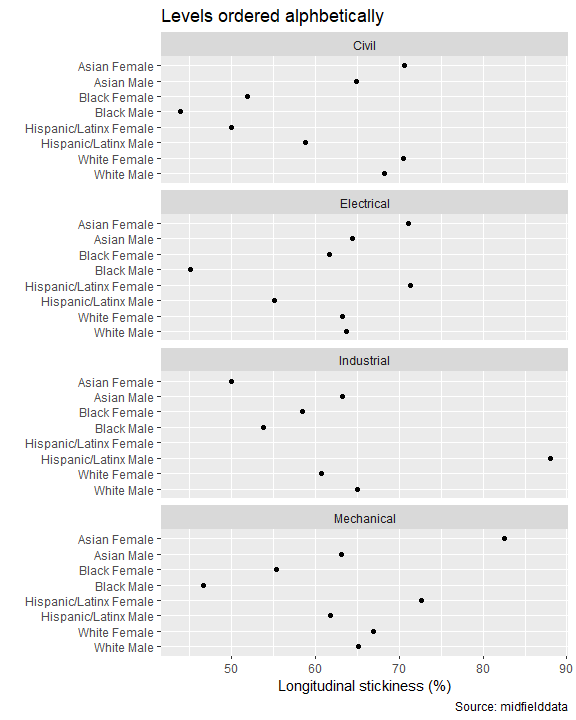 Levels ordered alphbetically
Civil
Asian Female
Asian Male
Black Female
Black Male
Hispanic/Latinx Female
Hispanic/Latinx Male
White Female
White Male
Electrical
Asian Female
Asian Male
Black Female
Black Male
Hispanic/Latinx Female
Hispanic/Latinx Male
White Female
White Male
Industrial
Asian Female
Asian Male
Black Female
Black Male
Hispanic/Latinx Female
Hispanic/Latinx Male
White Female
White Male
Mechanical
Asian Female
Asian Male
Black Female
Black Male
Hispanic/Latinx Female
Hispanic/Latinx Male
White Female
White Male
50 60 70 80 90
Longitudinal stickiness (%)
Source: midfielddata